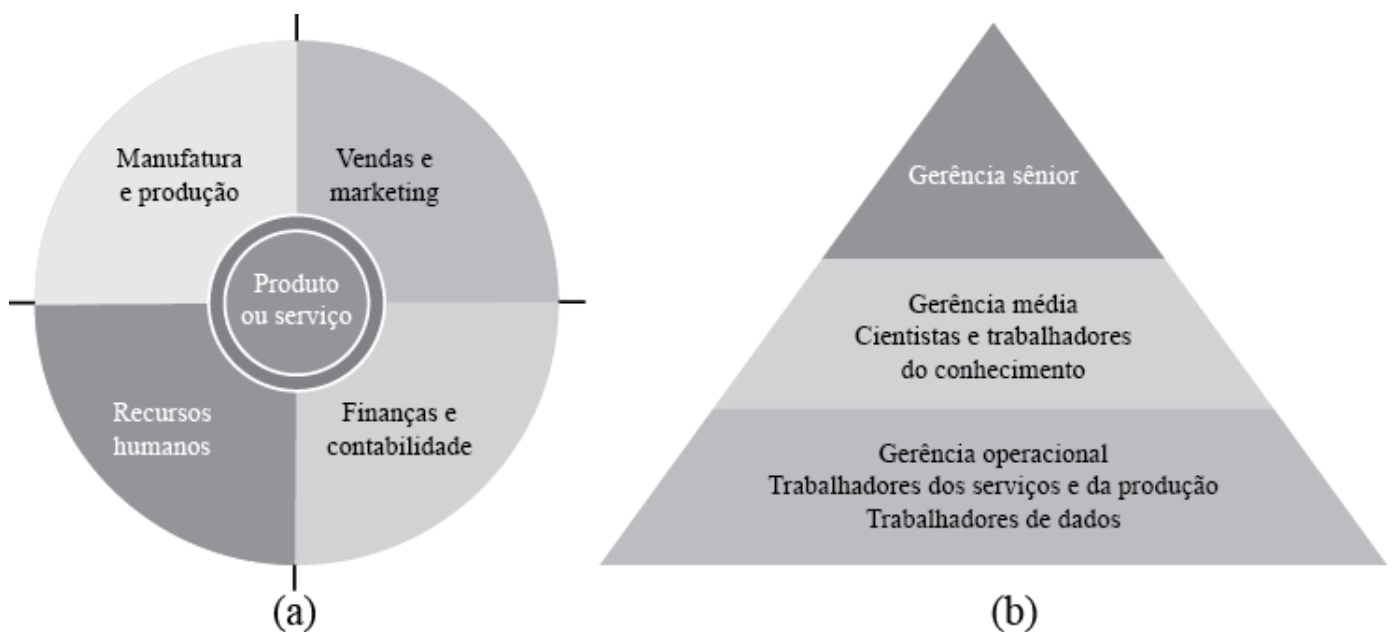 Manufatura
e produção
Vendas e
marketing
Produto
ou serviço
Recursos
humanos
Finanças e
contabilidade
(a)
Gerência sênior
Gerência média
Cientistas e trabalhadores
do conhecimento
Gerência operacional
Trabalhadores dos serviços e da produção
Trabalhadores de dados
(b)